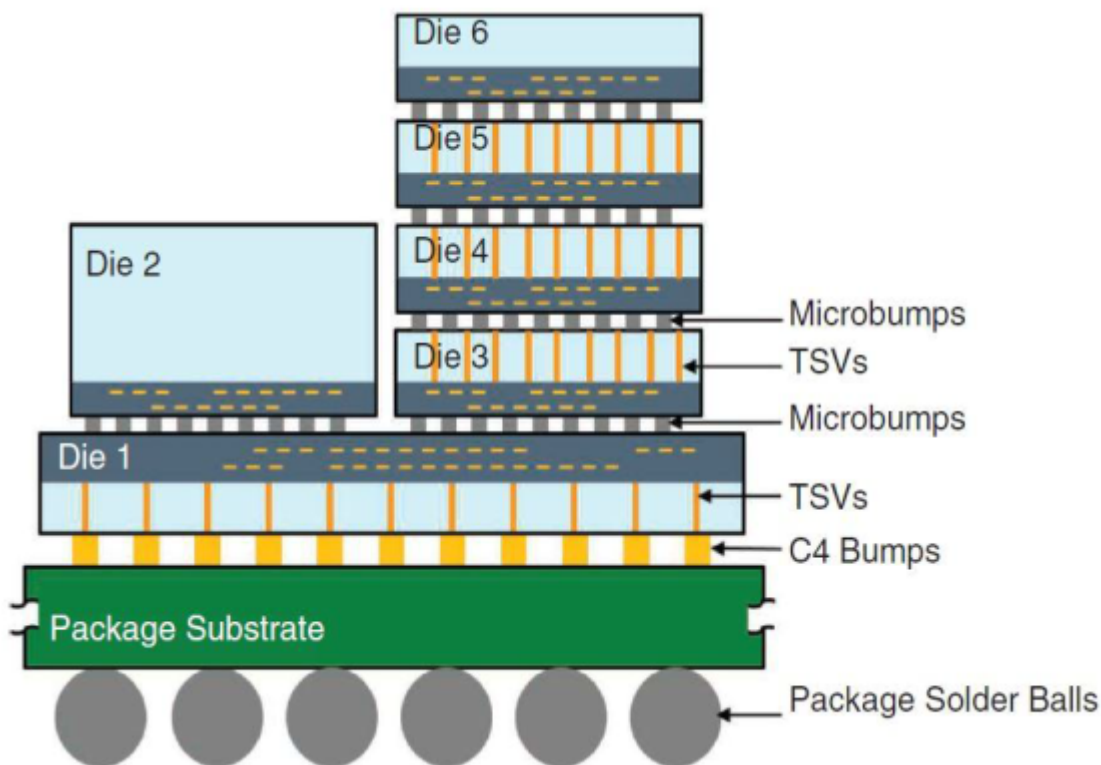 Die 6
Die 5
Die 2
Die 4
Microbumps
Die 3
TSVs
Microbumps
Die 1
TSVs
C4 Bumps
Package Substrate
Package Solder Balls